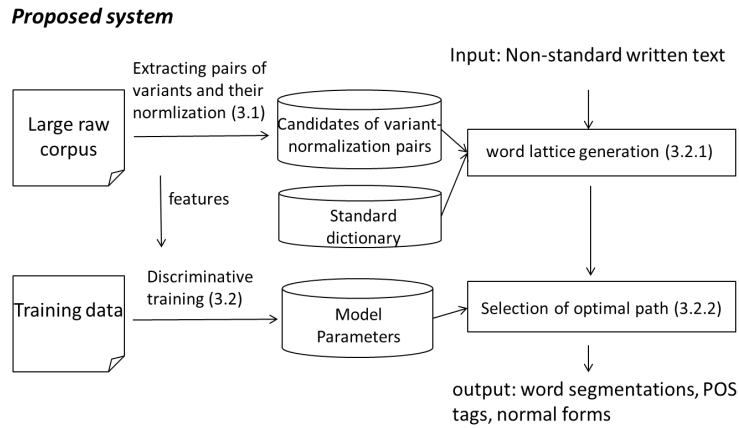 Proposed system
Extracting pairs of
variants and their
normlization (3.1)
Input: Non-standard written text
Large raw
corpus
Candidates of variant-
normalization pairs
word lattice generation (3.2.1)
features
Standard
dictionary
Discriminative
training (3.2)
Training data
Model
Parameters
Selection of optimal path (3.2.2)
output: word segmentations, POS
tags, normal forms